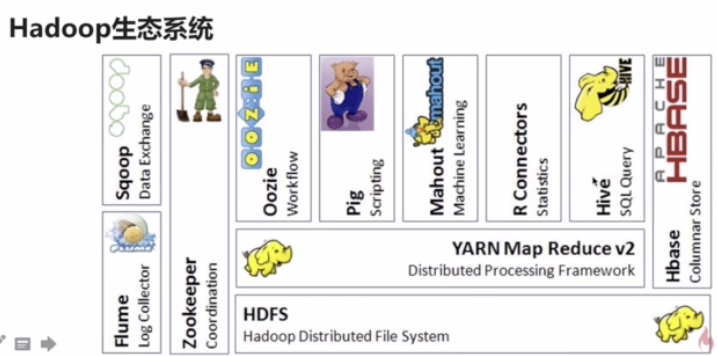 Hadoop生态系统
Sqoop
Data Exchange
Flume
Log Collector
Zookeeper
Coordination
OOZIE
Oozie
Workflow
Pig
Scripting
mahout
Mahout
Machine Learning
R Connectors
Statistics
HIVE
Hive
SQL Query
APACHE
HBASE
Hbase
Columnar Store
YARN Map Reduce v2
Distributed Processing Framework
HDFS
Hadoop Distributed File System